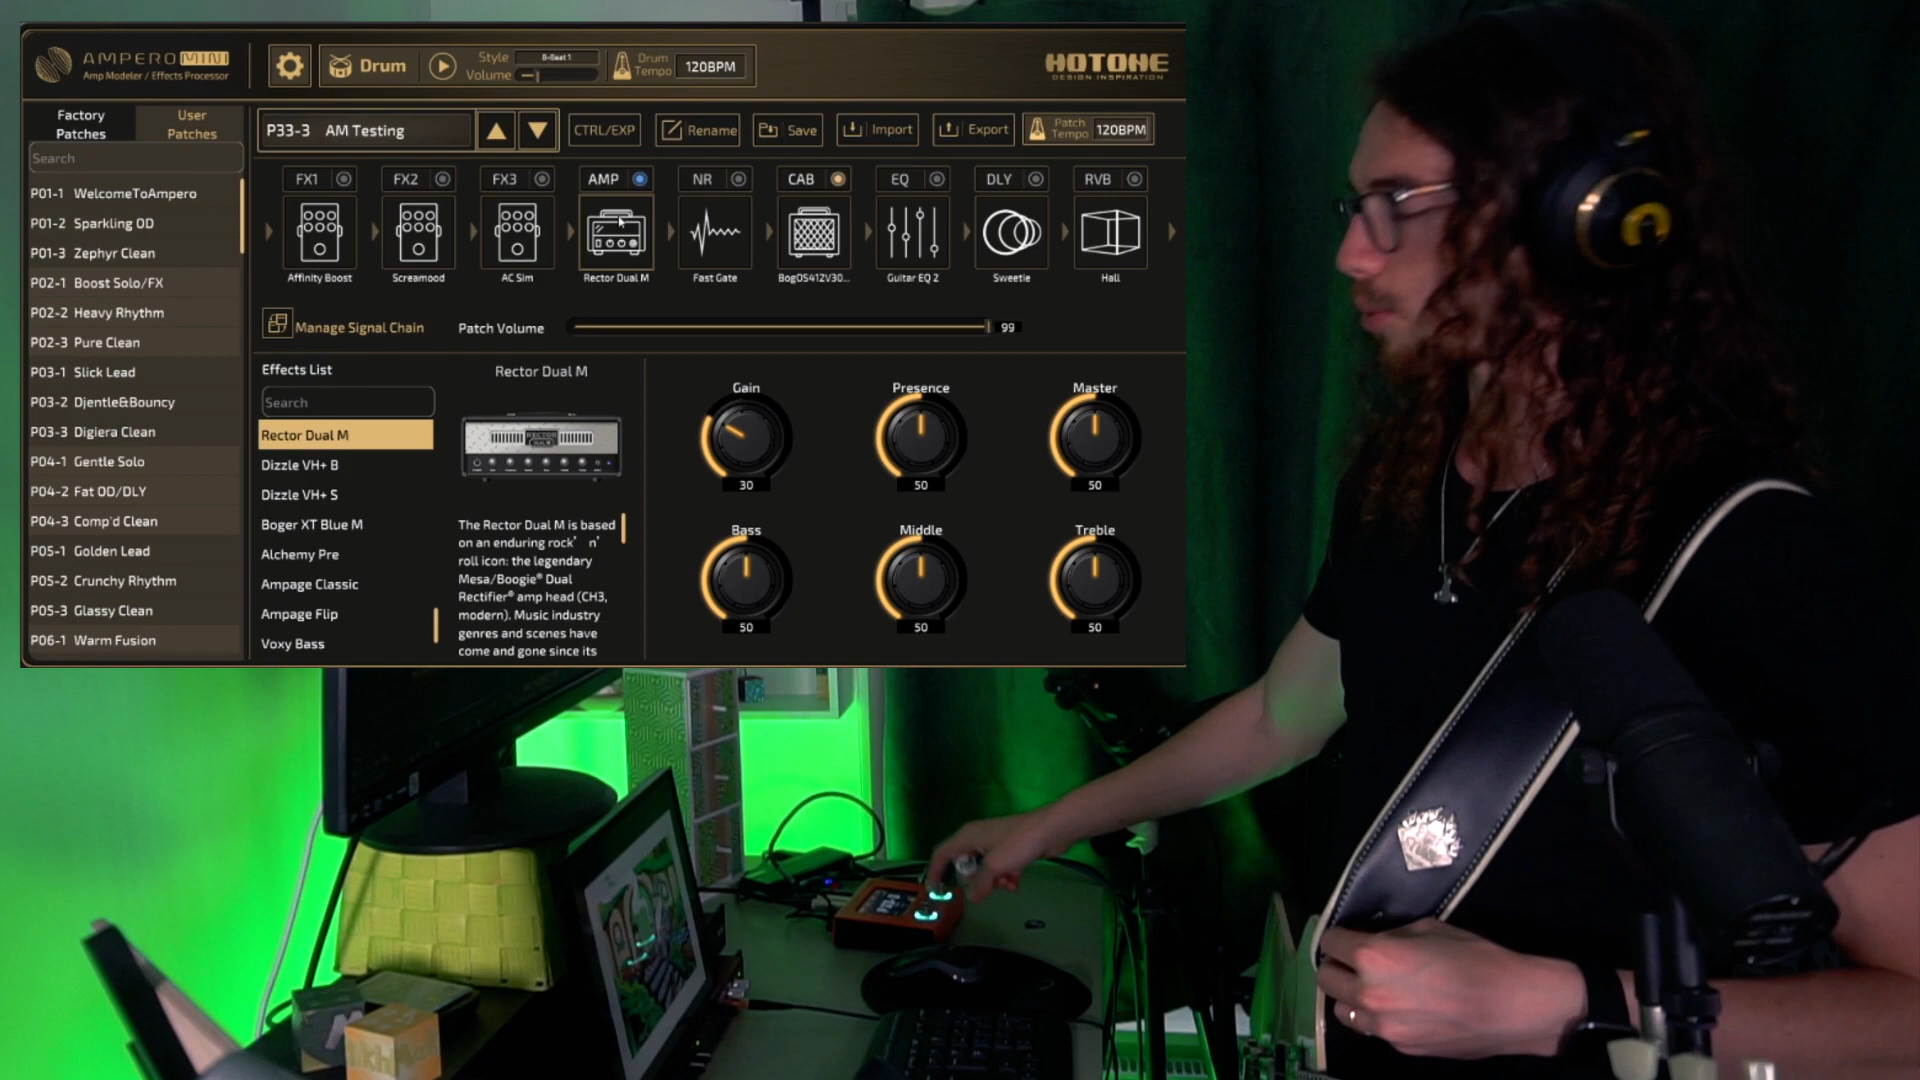 AMPERO MINI
Amp Modeler / Effects Processor
Drum
Style
8-Beat 1
Volume
Drum
Tempo
120BPM
HOTONE
DESIGN INSPIRATION
Factory
Patches
User
Patches
Search
P01-1 WelcomeToAmpero
P01-2 Sparkling OD
P01-3 Zephyr Clean
P02-1 Boost Solo/FX
P02-2 Heavy Rhythm
P02-3 Pure Clean
P03-1 Slick Lead
P03-2 Djentle&Bouncy
P03-3 Digiera Clean
P04-1 Gentle Solo
P04-2 Fat OD/DLY
P04-3 Comp'd Clean
P05-1 Golden Lead
P05-2 Crunchy Rhythm
P05-3 Glassy Clean
P06-1 Warm Fusion
P33-3 AM Testing
CTRL/EXP
Rename
Save
Import
Export
Patch
Tempo
120BPM
FX1
FX2
FX3
AMP
NR
CAB
EQ
DLY
RVB
Affinity Boost
Screamood
AC Sim
Rector Dual M
Fast Gate
BogOS412V30...
Guitar EQ 2
Sweetie
Hall
Manage Signal Chain
Patch Volume
99
Effects List
Search
Rector Dual M
Dizzle VH+ B
Dizzle VH+ S
Boger XT Blue M
Alchemy Pre
Ampage Classic
Ampage Flip
Voxy Bass
Rector Dual M
RECTOR
The Rector Dual M is based
on an enduring rock’ n’
roll icon: the legendary
Mesa/Boogie® Dual
Rectifier® amp head (CH3,
modern). Music industry
genres and scenes have
come and gone since its
Gain
30
Presence
50
Master
50
Bass
50
Middle
50
Treble
50
P33-3